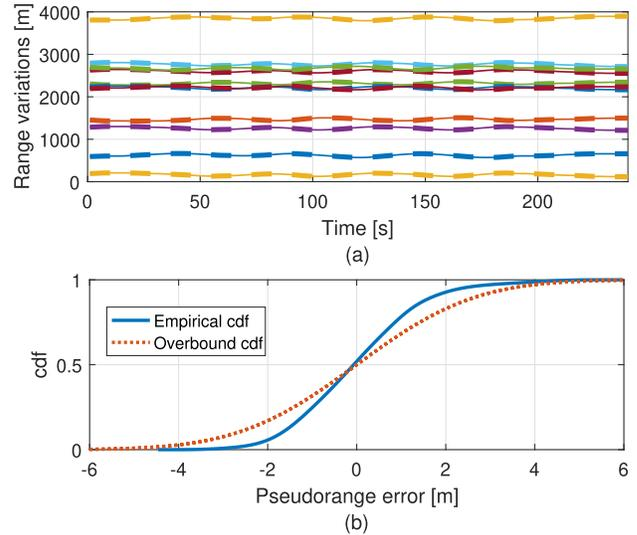 Range variations [m]
4000
3000
2000
1000
0
0 50 100 150 200
Time [s]
(a)
cdf
1
0.5
0
Empirical cdf
Overbound cdf
-6 -4 -2 0 2 4 6
Pseudorange error [m]
(b)